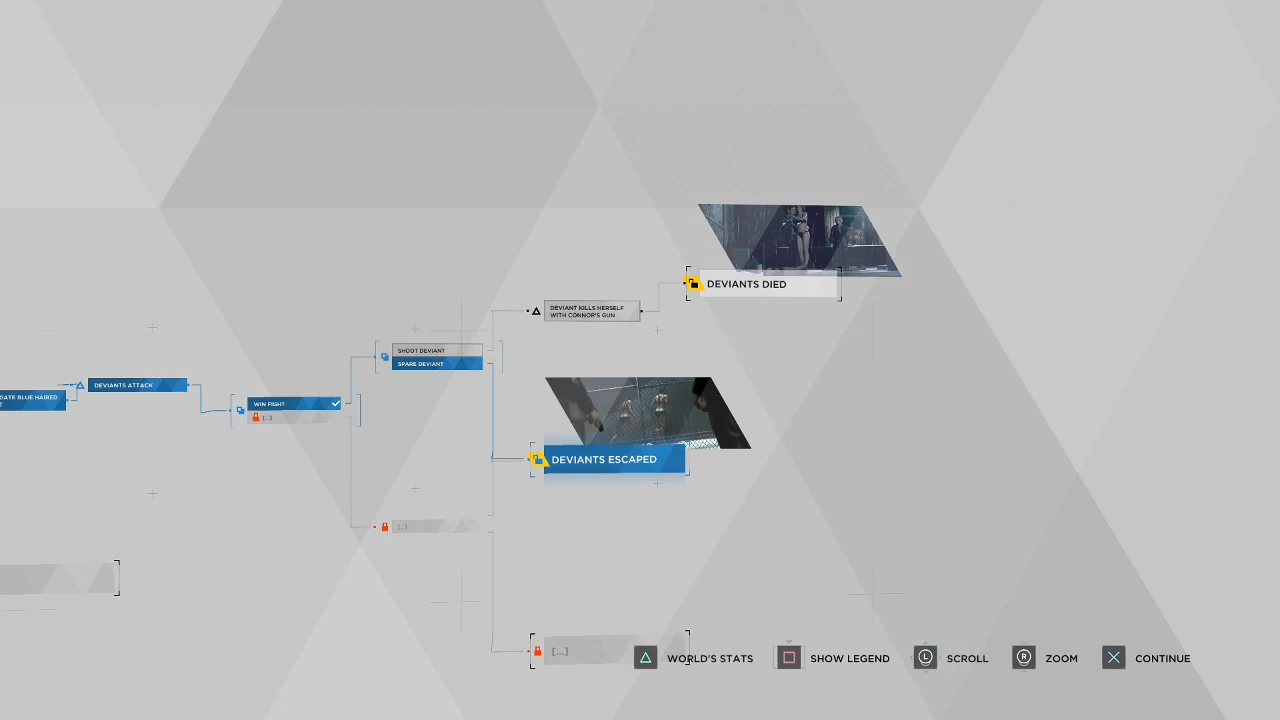 DEVIANTS DIED
DEVIANT KILLS HERSELF
WITH CONNOR'S GUN
SHOOT DEVIANT
SPARE DEVIANT
DEVIANTS ATTACK
GATE BLUE HAIRED
T
WIN FIGHT
[...]
DEVIANTS ESCAPED
[...]
[...]
WORLD'S STATS
SHOW LEGEND
L
SCROLL
R
ZOOM
CONTINUE